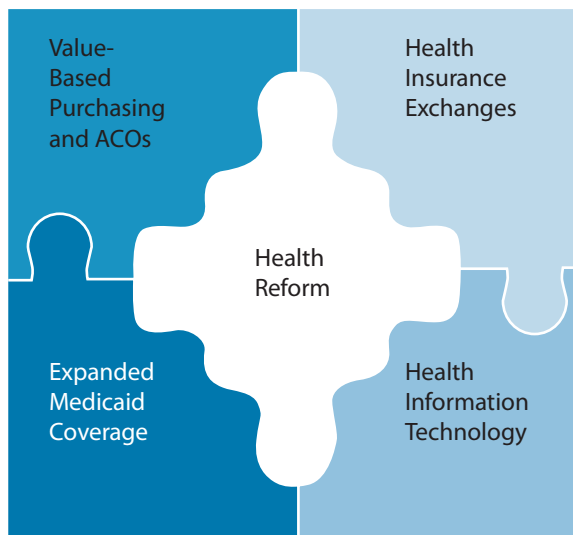 Value-
Based
Purchasing
and ACOs
Health
Insurance
Exchanges
Health
Reform
Expanded
Medicaid
Coverage
Health
Information
Technology